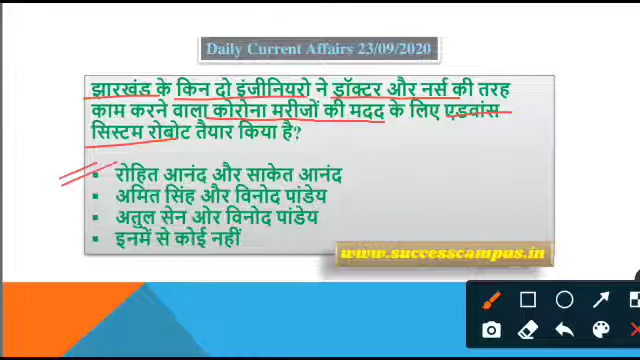 Daily Current Affairs 23/09/2020
झारखंड के किन दो इंजीनियरो ने डॉक्टर और नर्स की तरह
काम करने वाला कोरोना मरीजों की मदद के लिए एडवांस
सिस्टम रोबोट तैयार किया है?
रोहित आनंद और साकेत आनंद
अमित सिंह और विनोद पांडेय
अतुल सेन ओर विनोद पांडेय
इनमें से कोई नहीं
www.successcampus.in